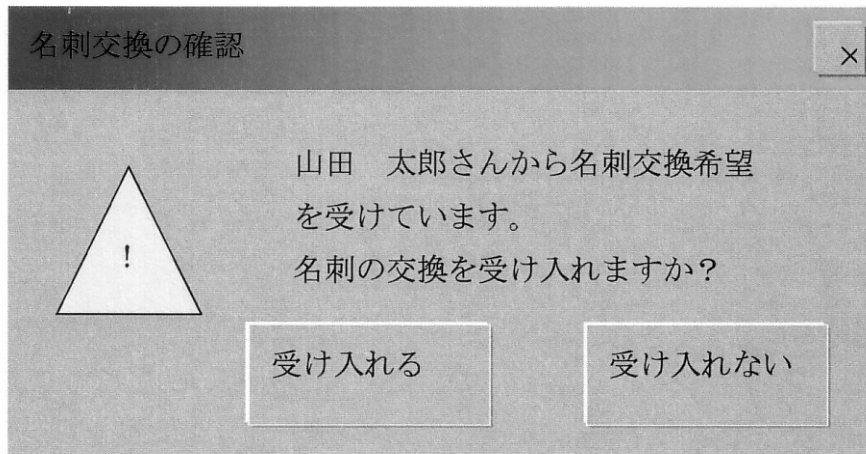 名刺交換の確認
×
山田　太郎さんから名刺交換希望
を受けています。
名刺の交換を受け入れますか？
!
受け入れる
受け入れない